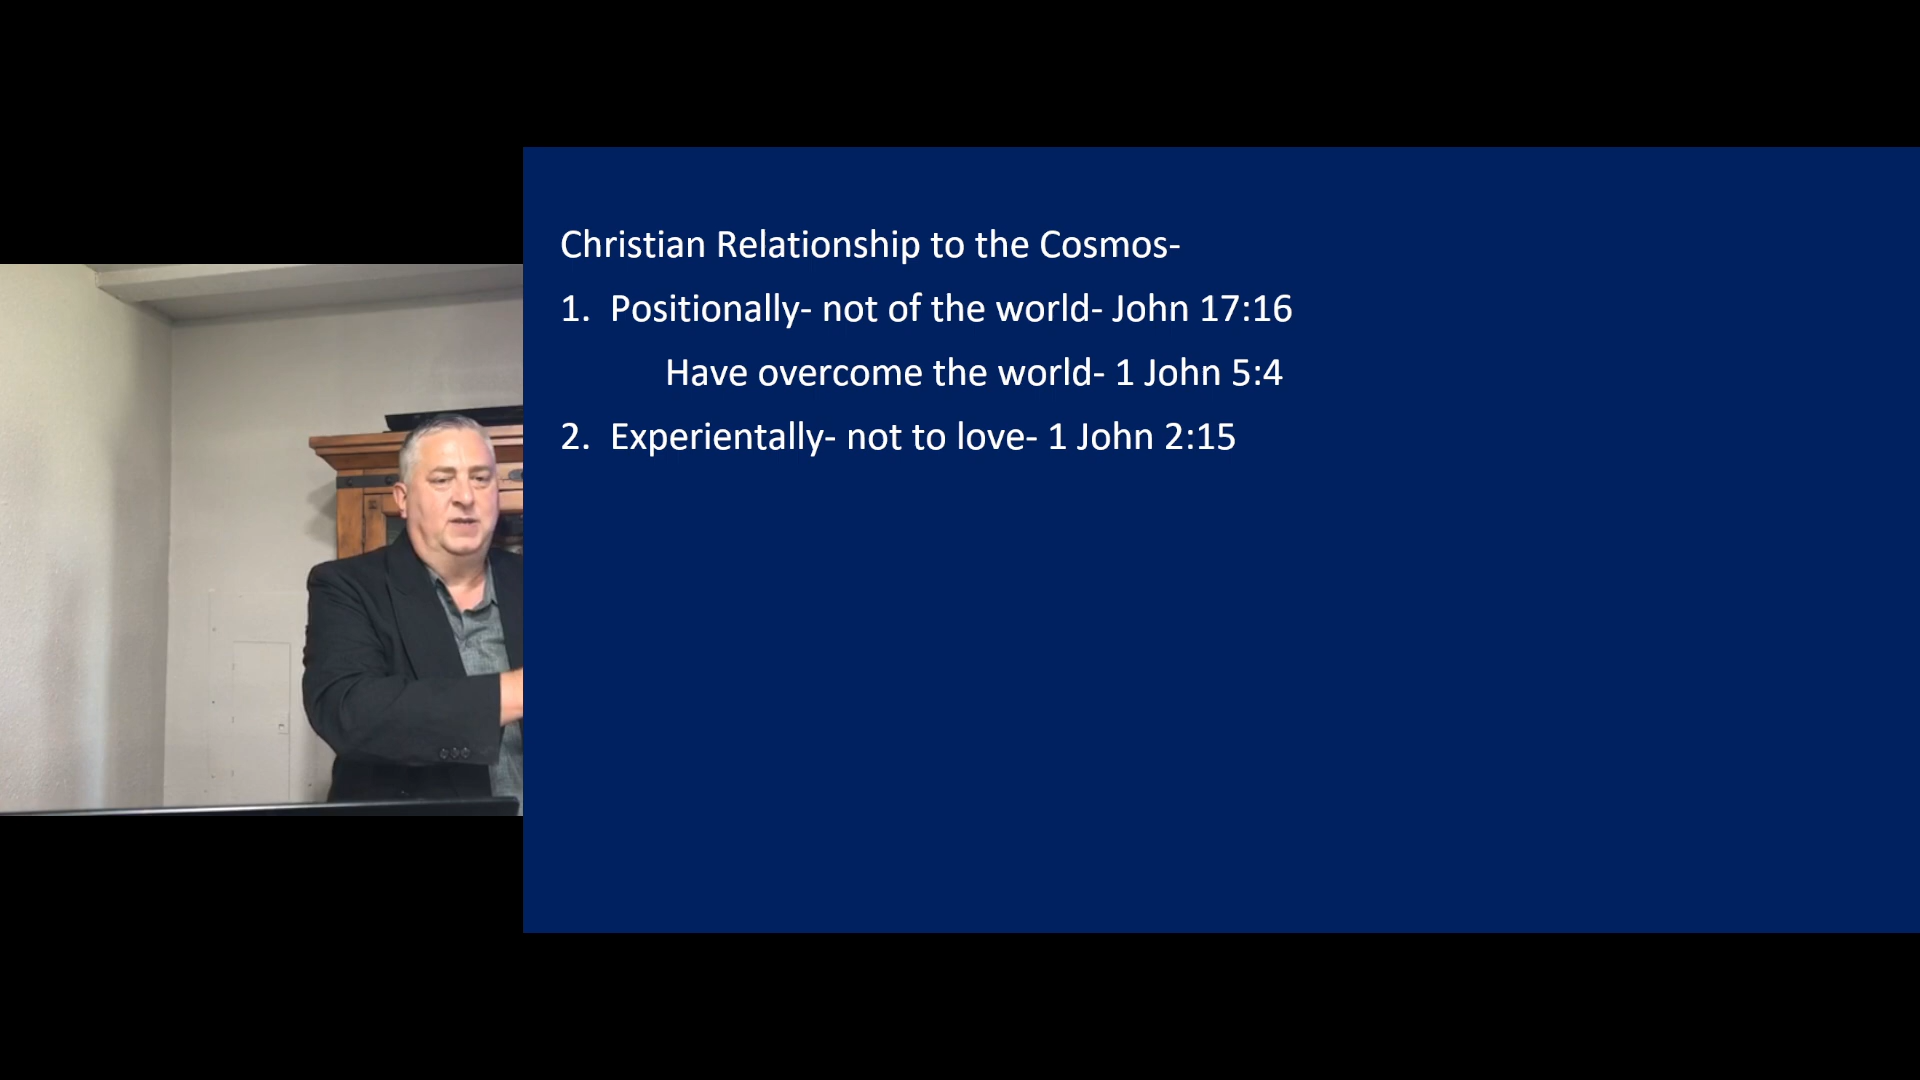 Christian Relationship to the Cosmos-
1. Positionally- not of the world- John 17:16
Have overcome the world- 1 John 5:4
2. Experientally- not to love- 1 John 2:15